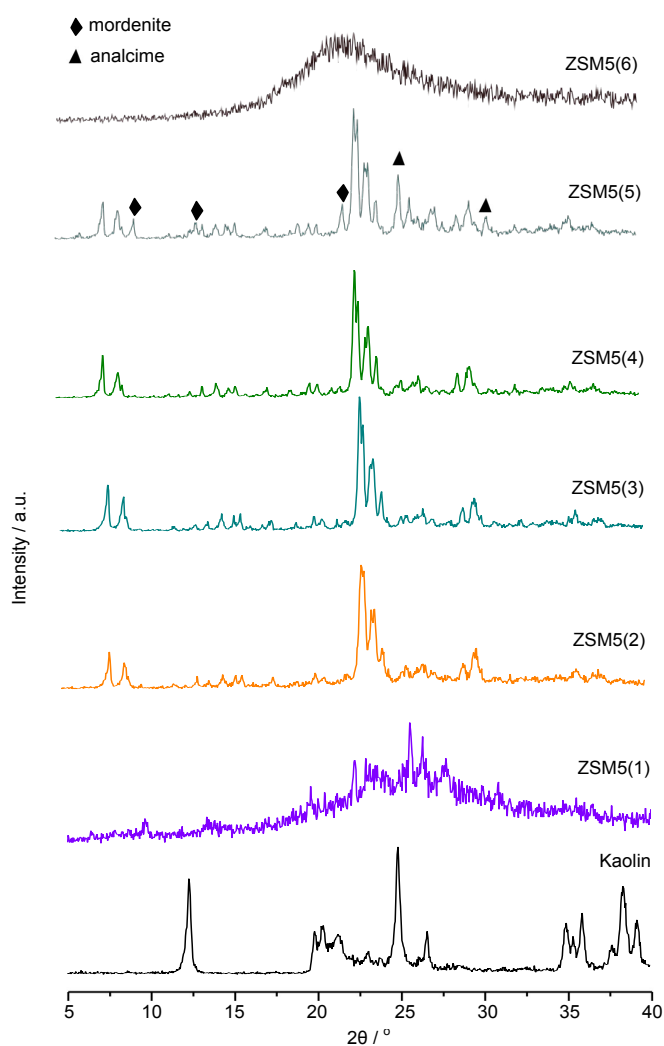 ◆ mordenite
▲ analcime
ZSM5(6)
ZSM5(5)
ZSM5(4)
ZSM5(3)
ZSM5(2)
ZSM5(1)
Kaolin
Intensity / a.u.
5 10 15 20 25 30 35 40
2θ / °